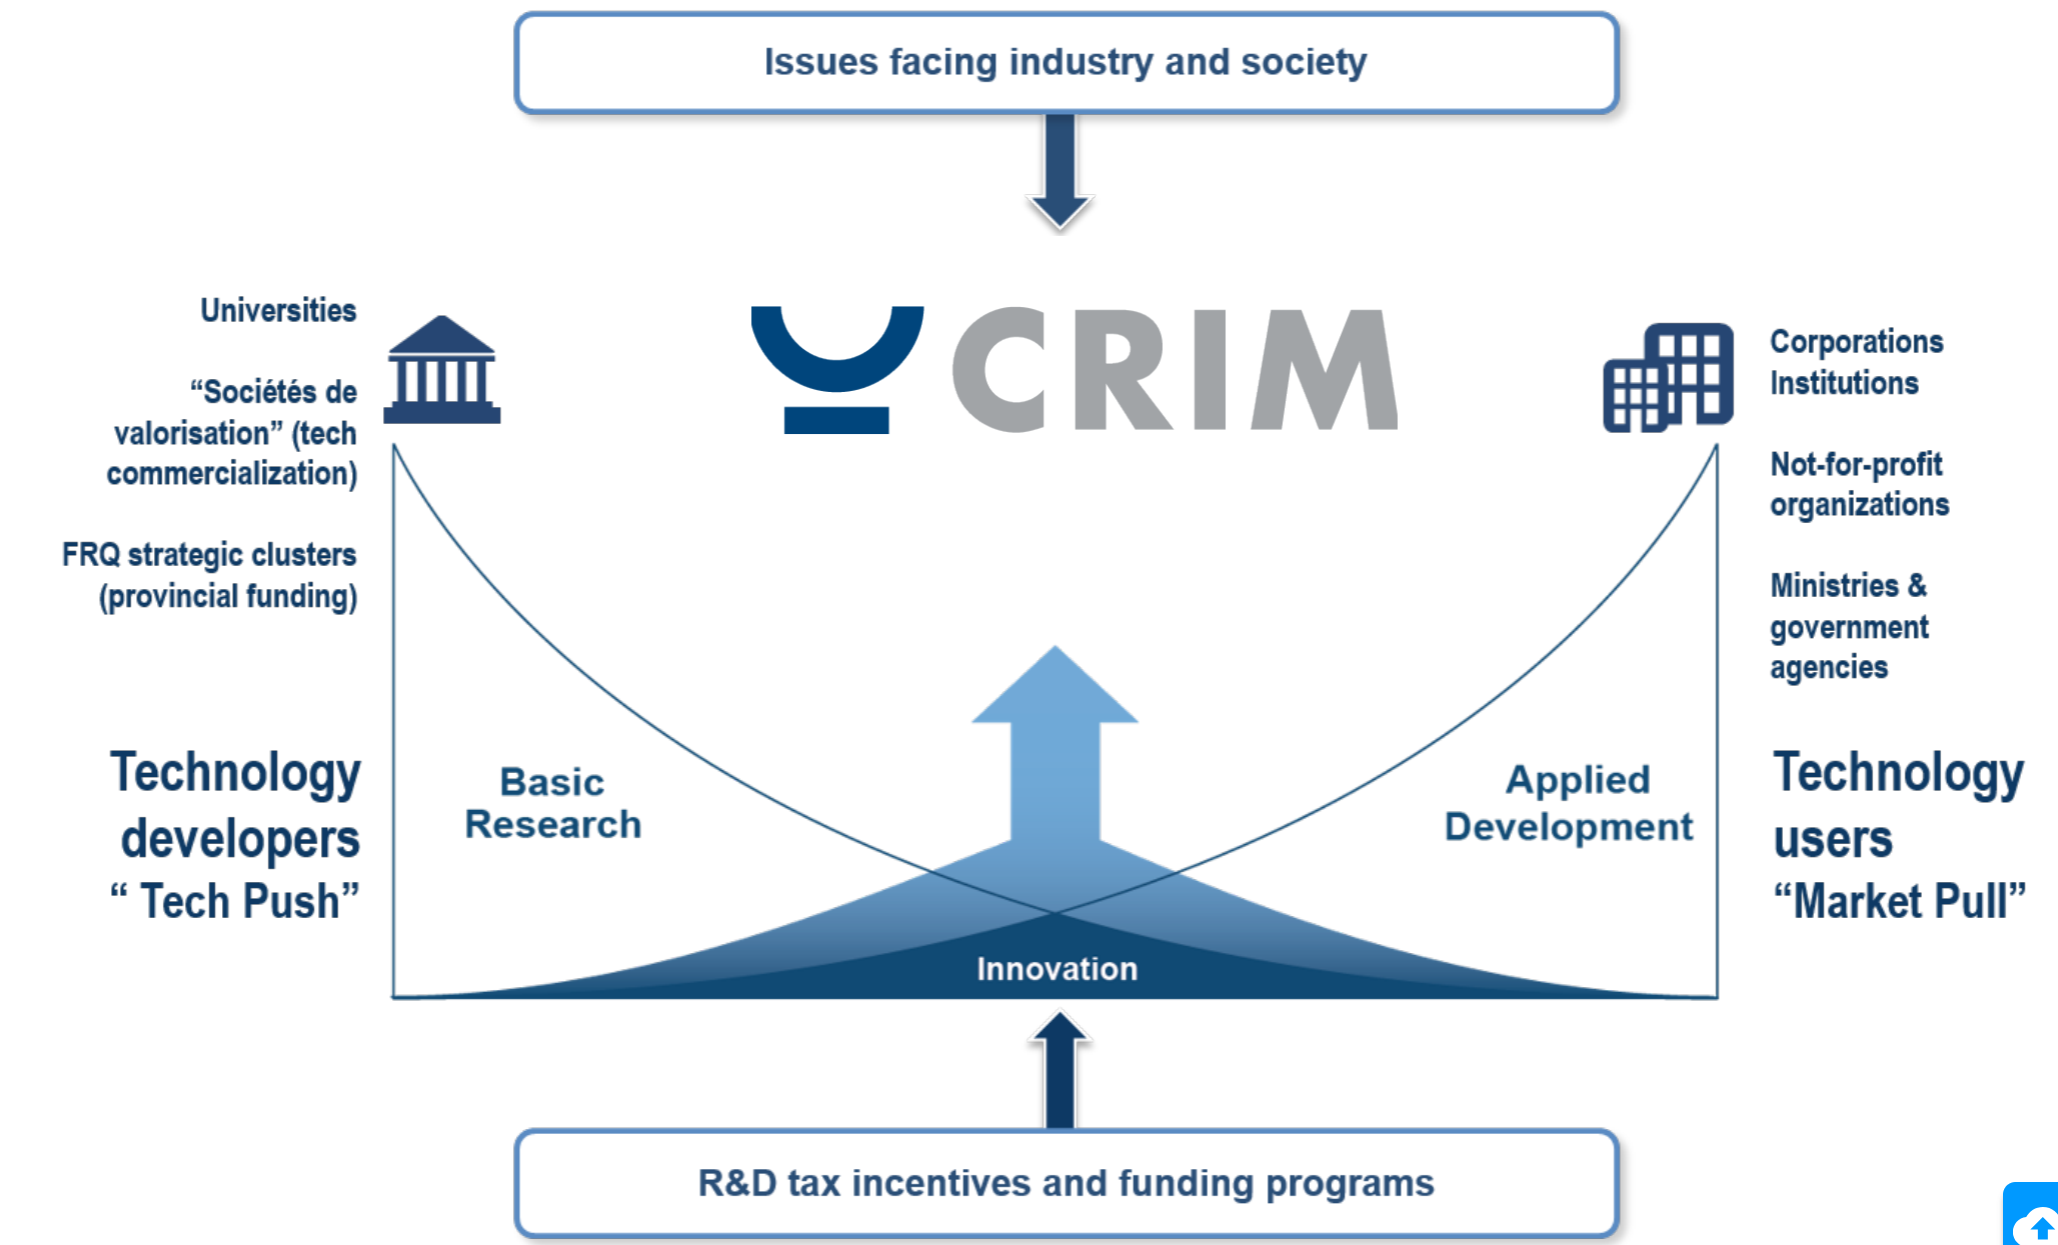 Issues facing industry and society
CRIM
Universities
“Sociétés de
valorisation” (tech
commercialization)
FRQ strategic clusters
(provincial funding)
Technology
developers
“ Tech Push”
Basic
Research
Innovation
Applied
Development
Corporations
Institutions
Not-for-profit
organizations
Ministries &
government
agencies
Technology
users
“Market Pull”
R&D tax incentives and funding programs